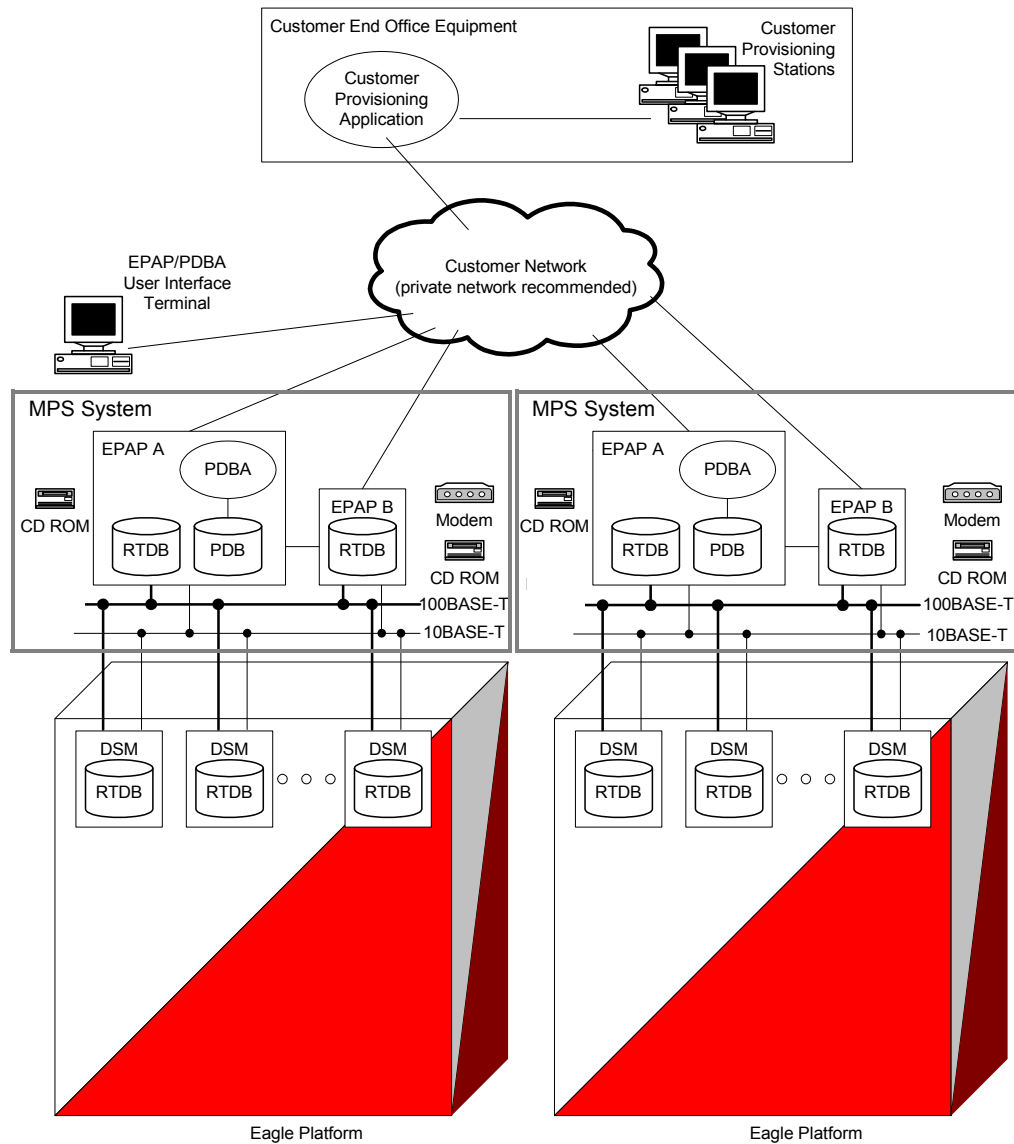 Customer End Office Equipment
Customer
Provisioning
Stations
Customer
Provisioning
Application
Customer Network
(private network recommended)
EPAP/PDBA
User Interface
Terminal
MPS System
EPAP A
PDBA
CD ROM
RTDB
PDB
EPAP B
RTDB
Modem
CD ROM
100BASE-T
10BASE-T
MPS System
EPAP A
PDBA
CD ROM
RTDB
PDB
EPAP B
RTDB
Modem
CD ROM
100BASE-T
10BASE-T
DSM
RTDB
DSM
RTDB
DSM
RTDB
DSM
RTDB
DSM
RTDB
DSM
RTDB
Eagle Platform
Eagle Platform